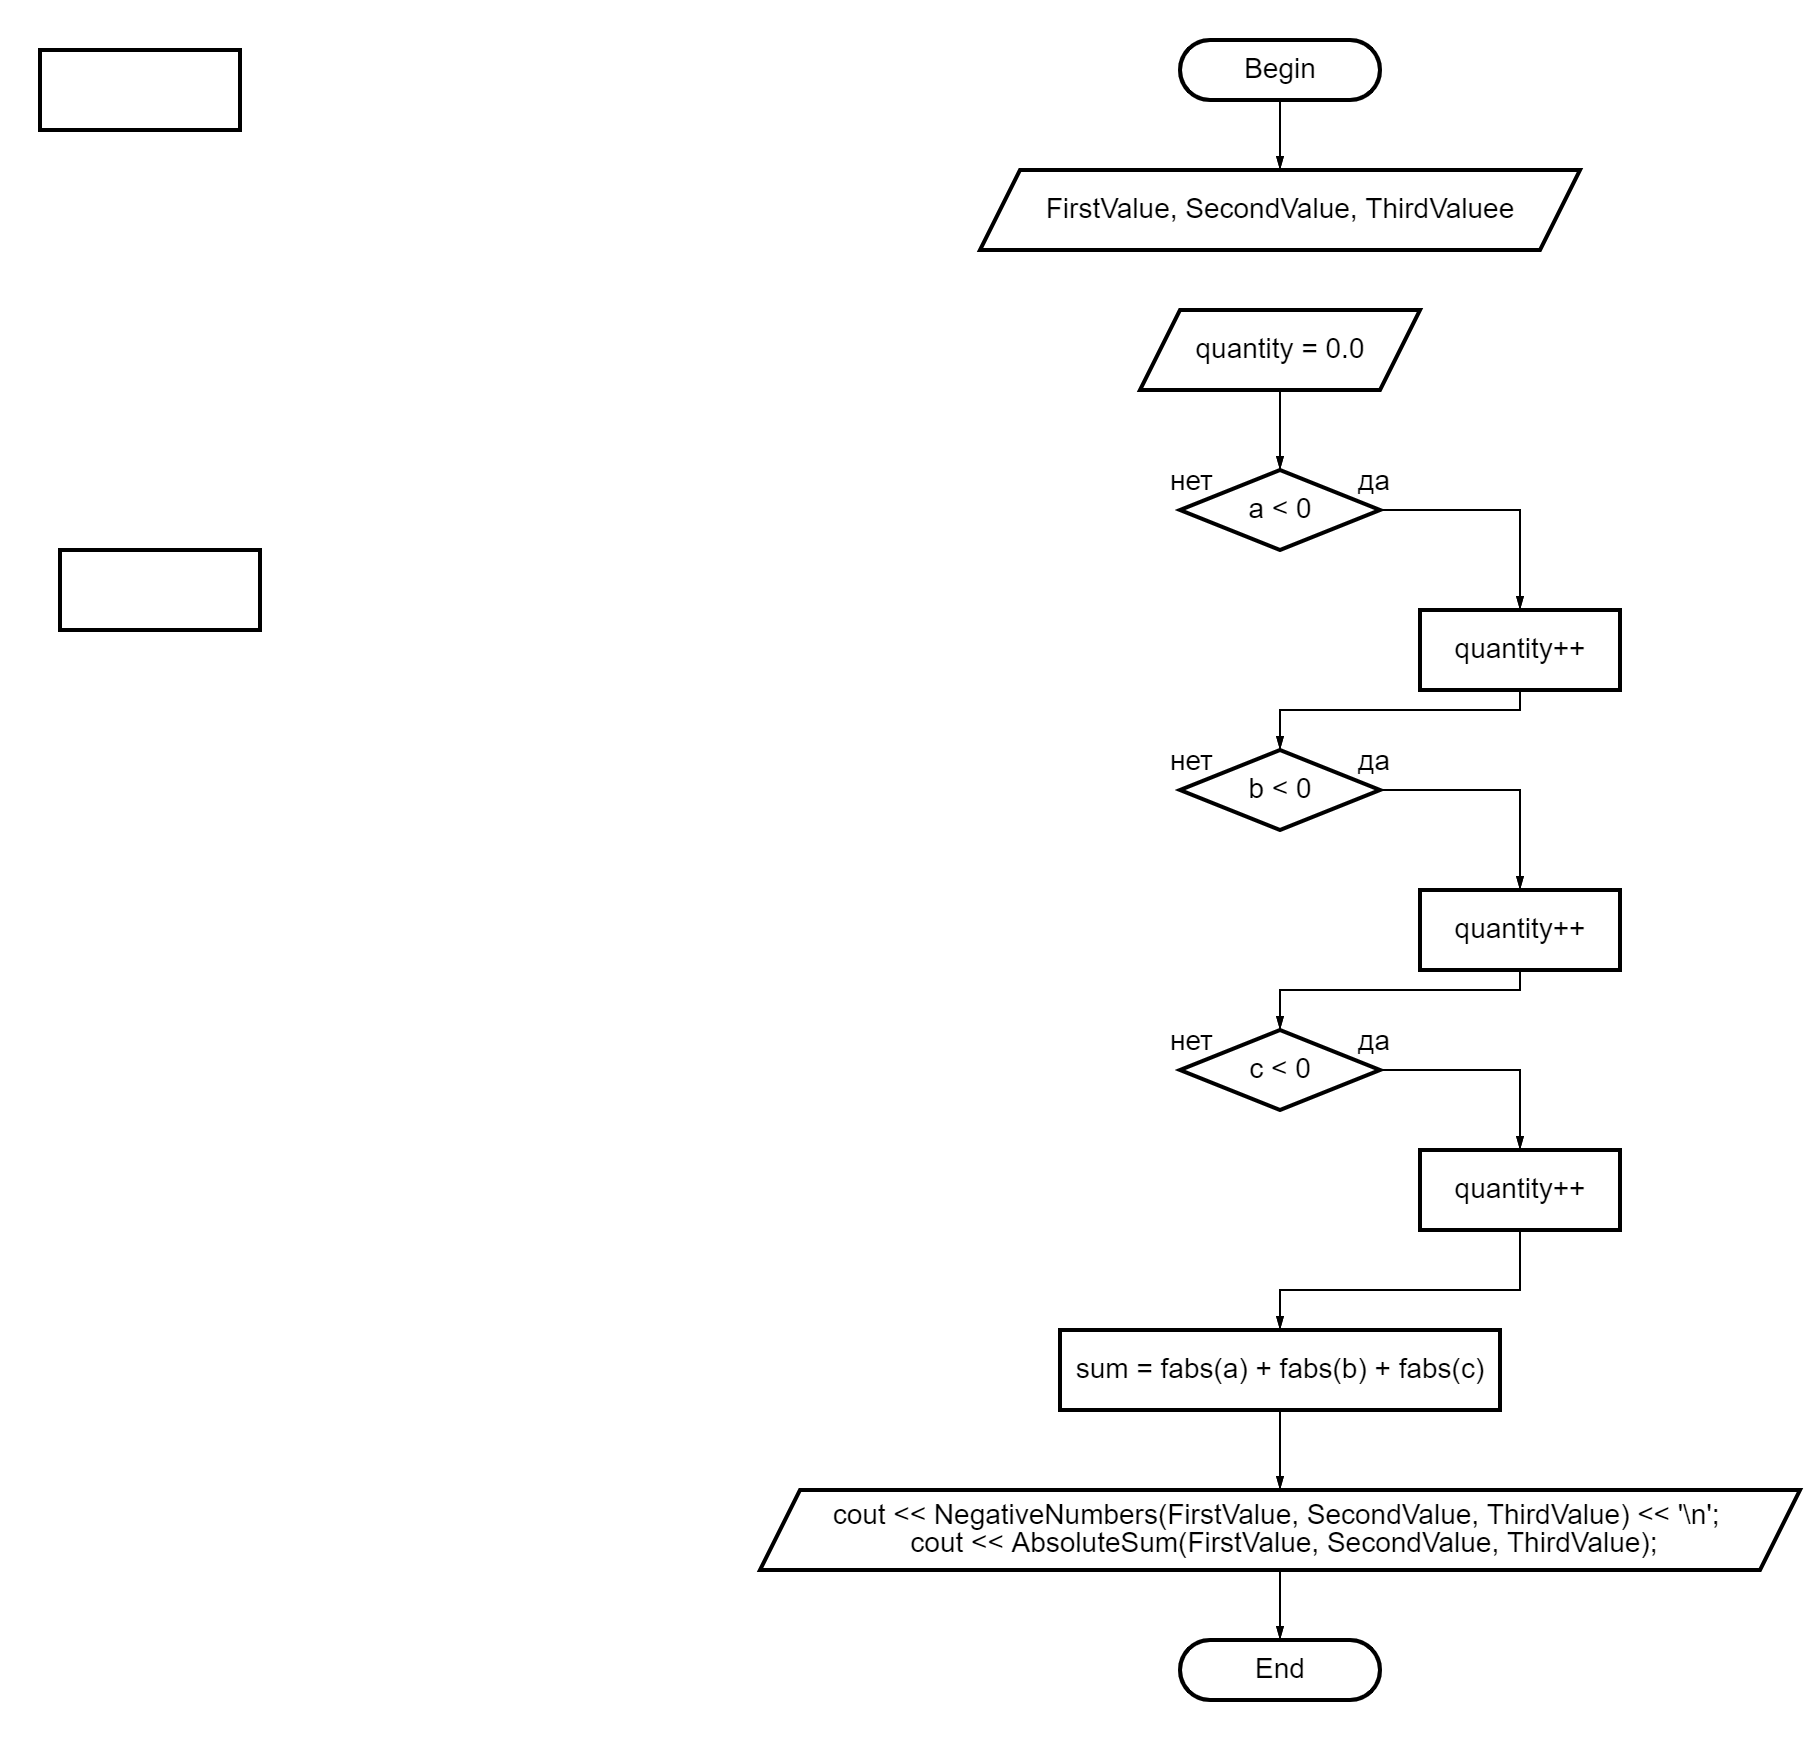 Begin
FirstValue, SecondValue, ThirdValuee
quantity = 0.0
нет
да
a < 0
quantity++
нет
да
b < 0
quantity++
нет
да
c < 0
quantity++
sum = fabs(a) + fabs(b) + fabs(c)
cout << NegativeNumbers(FirstValue, SecondValue, ThirdValue) << '\n';
cout << AbsoluteSum(FirstValue, SecondValue, ThirdValue);
End